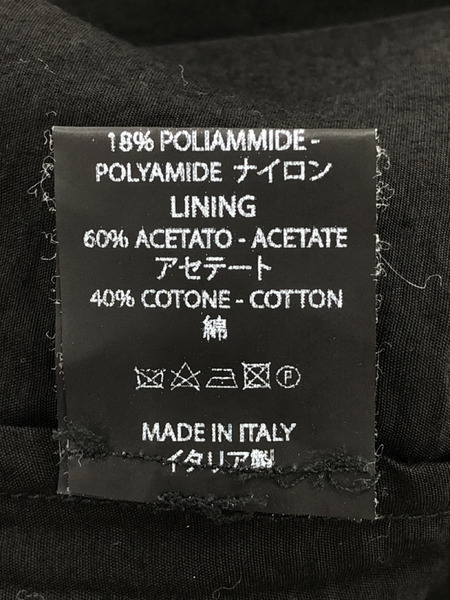 18% POLIAMMIDE -
POLYAMIDE ナイロン
LINING
60% ACETATO - ACETATE
アセテート
40% COTONE - COTTON
綿
P
MADE IN ITALY
イタリア製